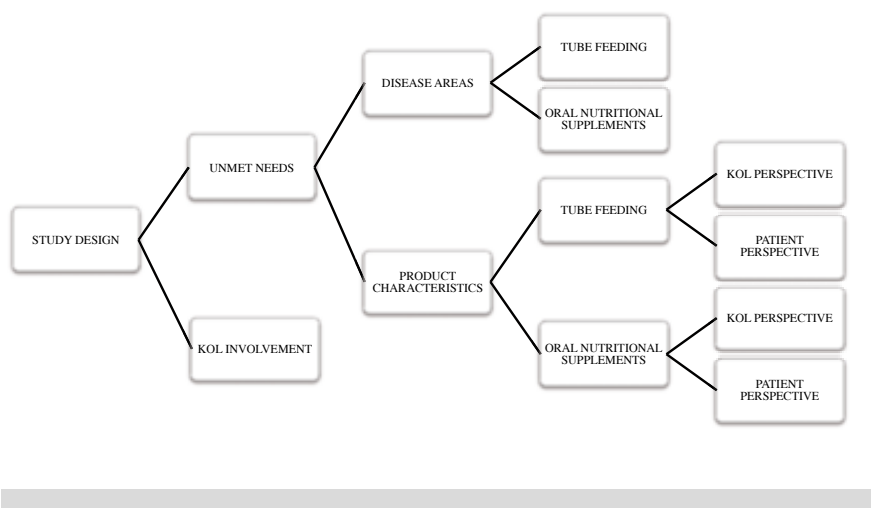 TUBE FEEDING
DISEASE AREAS
ORAL NUTRITIONAL
SUPPLEMENTS
UNMET NEEDS
KOL PERSPECTIVE
TUBE FEEDING
STUDY DESIGN
PATIENT
PERSPECTIVE
PRODUCT
CHARACTERISTICS
KOL PERSPECTIVE
KOL INVOLVEMENT
ORAL NUTRITIONAL
SUPPLEMENTS
PATIENT
PERSPECTIVE